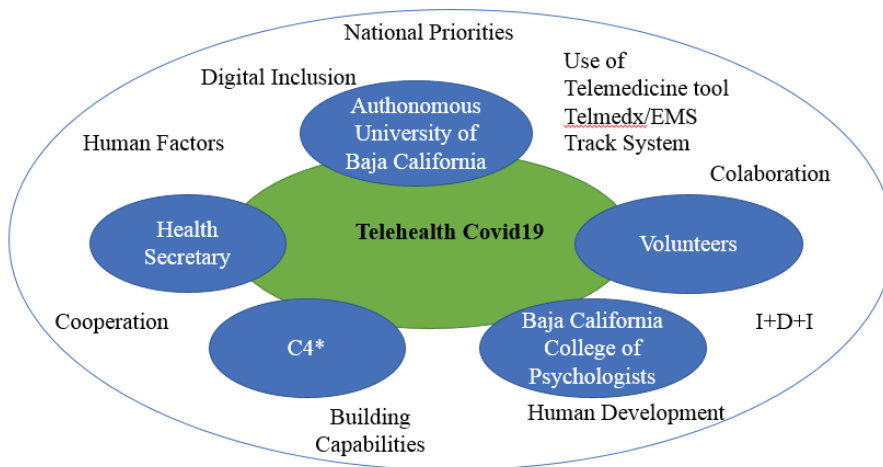 National Priorities
Digital Inclusion
Use of
Telemedicine tool
Telmedx/EMS
Track System
Authonomous
University of
Baja California
Human Factors
Colaboration
Health
Secretary
Telehealth Covid19
Volunteers
Cooperation
C4*
Baja California
College of
Psychologists
I+D+I
Building
Capabilities
Human Development